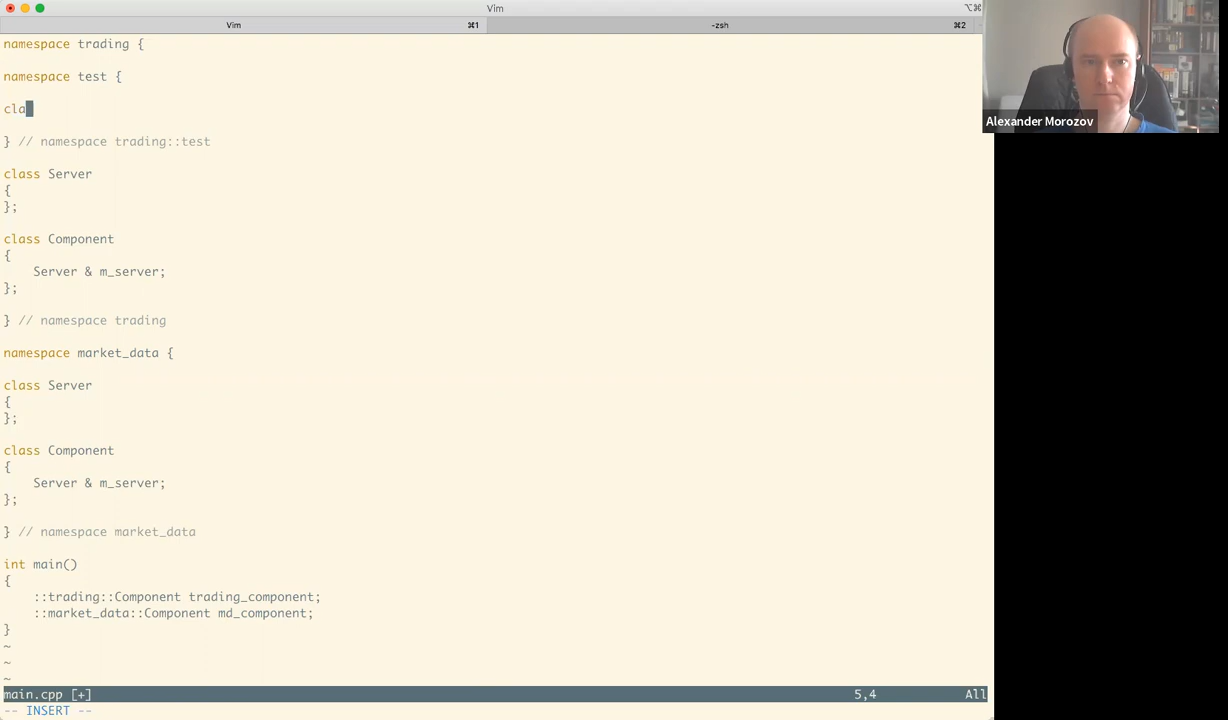 Vim
Vim ⌘1 -zsh ⌘2
namespace trading {
namespace test {
cla
} // namespace trading::test
class Server
{
};
class Component
{
Server & m_server;
};
} // namespace trading
namespace market_data {
class Server
{
};
class Component
{
Server & m_server;
};
} // namespace market_data
int main()
{
::trading::Component trading_component;
::market_data::Component md_component;
}
~
~
~
main.cpp [+] 5,4 All
-- INSERT --
Alexander Morozov